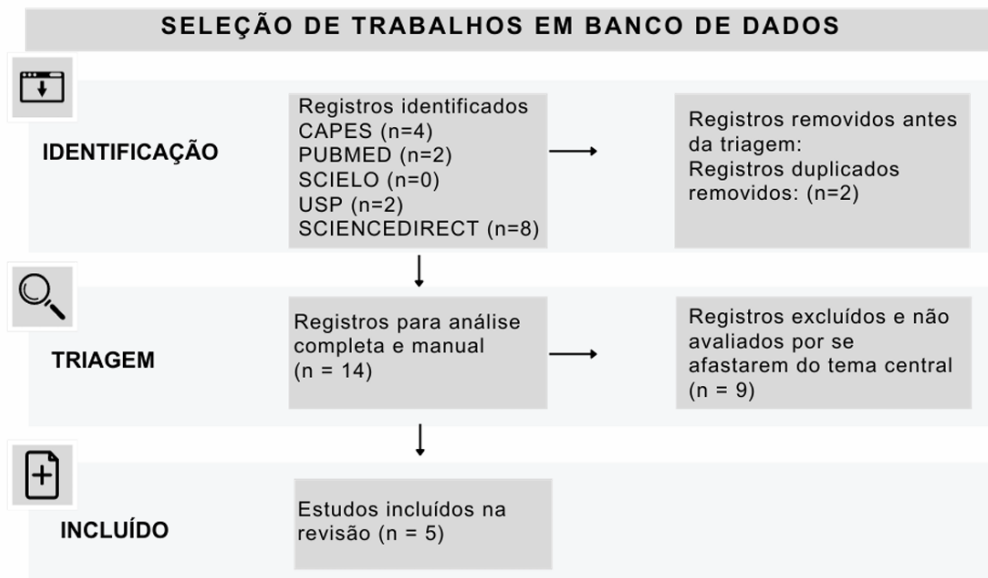 SELEÇÃO DE TRABALHOS EM BANCO DE DADOS
IDENTIFICAÇÃO
Registros identificados
CAPES (n=4)
PUBMED (n=2)
SCIELO (n=0)
USP (n=2)
SCIENCEDIRECT (n=8)
Registros removidos antes
da triagem:
Registros duplicados
removidos: (n=2)
TRIAGEM
Registros para análise
completa e manual
(n = 14)
Registros excluídos e não
avaliados por se
afastarem do tema central
(n = 9)
INCLUÍDO
Estudos incluídos na
revisão (n = 5)